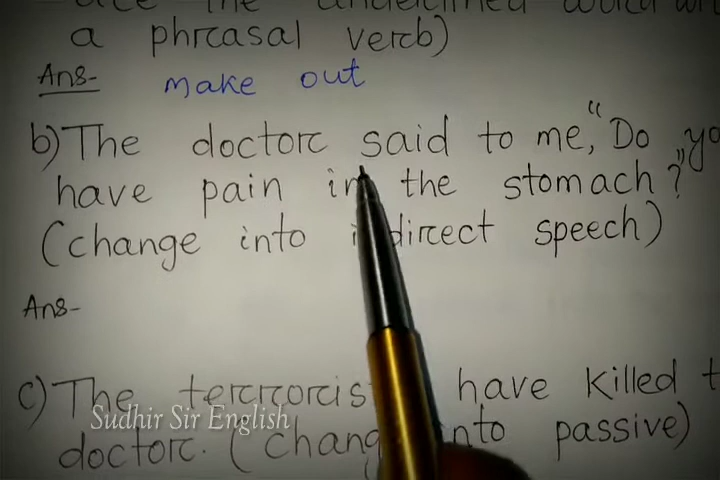 a phrasal verb)
Ans- make out
b) The doctor said to me, "Do
have pain in the stomach?"
(change into indirect speech)
Ans-
c) The terrorist have killed
doctor. (Change into passive)
Sudhir Sir English